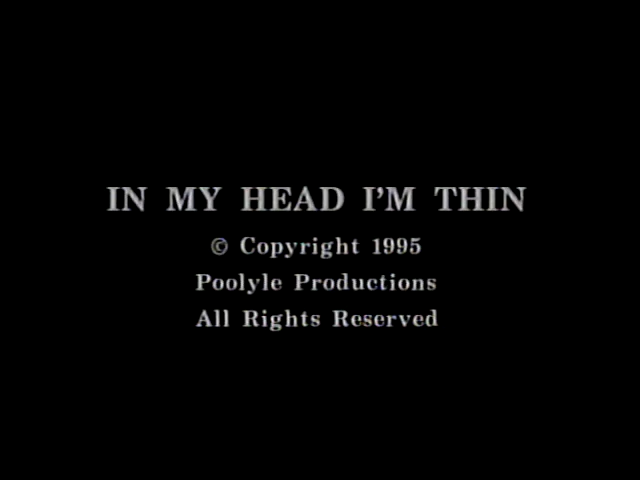 IN MY HEAD I'M THIN
© Copyright 1995
Poolyle Productions
All Rights Reserved